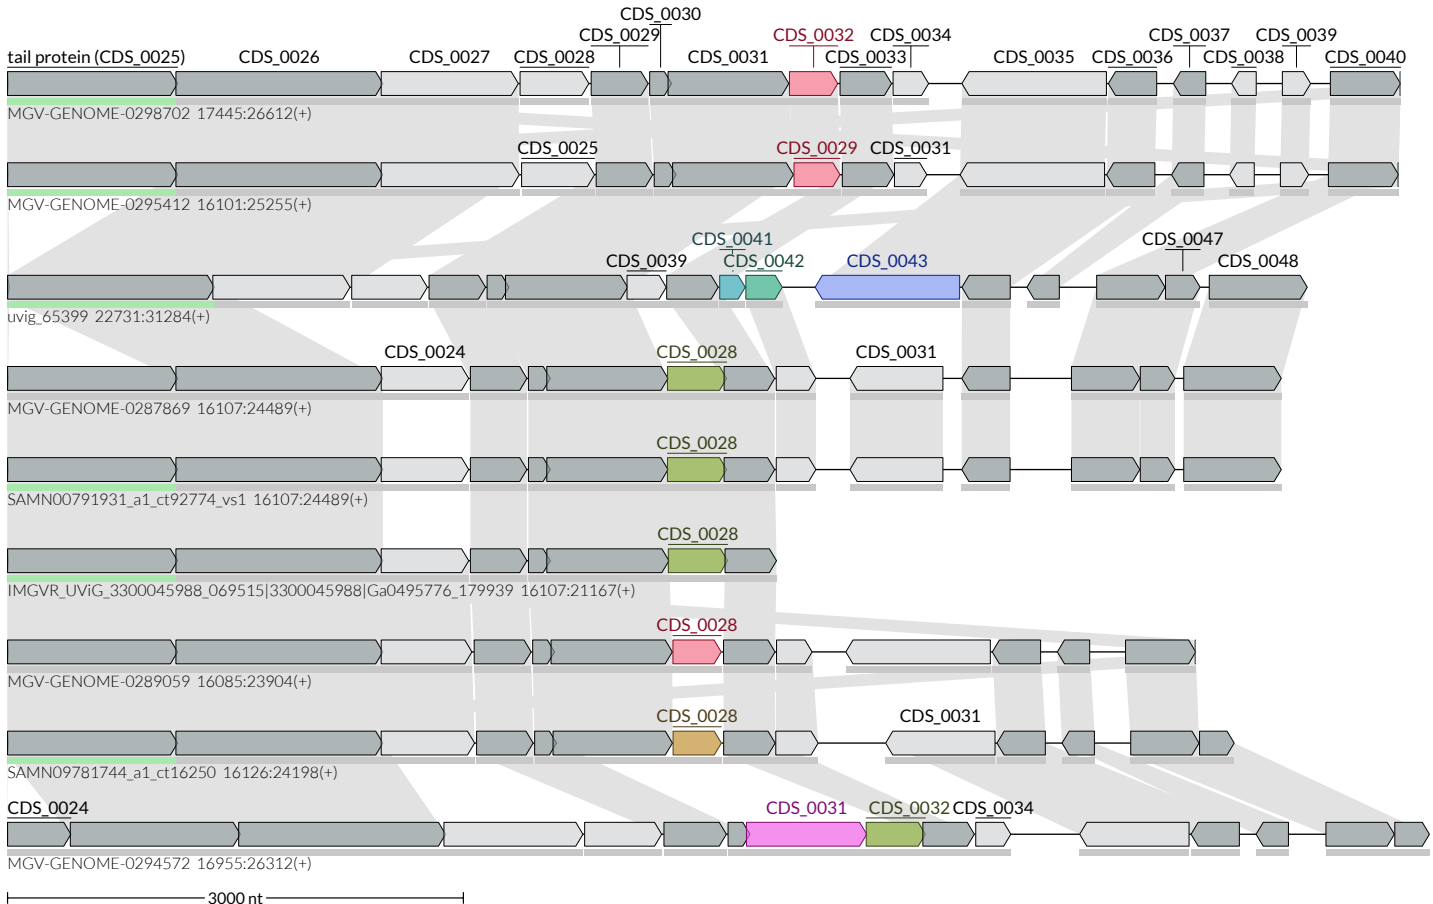 CDS_0030
CDS_0029 CDS_0032 CDS_0034 CDS_0037 CDS_0039
tail protein (CDS_0025) CDS_0026 CDS_0027 CDS_0028 CDS_0031 CDS_0033 CDS_0035 CDS_0036 CDS_0038 CDS_0040
MGV-GENOME-0298702 17445:26612(+)
CDS_0025 CDS_0029 CDS_0031
MGV-GENOME-0295412 16101:25255(+)
CDS_0041 CDS_0047
CDS_0039 CDS_0042 CDS_0043 CDS_0048
uvig_65399 22731:31284(+)
CDS_0024 CDS_0028 CDS_0031
MGV-GENOME-0287869 16107:24489(+)
CDS_0028
SAMN00791931_a1_ct92774_vs1 16107:24489(+)
CDS_0028
IMGVR_UViG_3300045988_069515|3300045988|Ga0495776_179939 16107:21167(+)
CDS_0028
MGV-GENOME-0289059 16085:23904(+)
CDS_0028 CDS_0031
SAMN09781744_a1_ct16250 16126:24198(+)
CDS_0024 CDS_0031 CDS_0032 CDS_0034
MGV-GENOME-0294572 16955:26312(+)
3000 nt